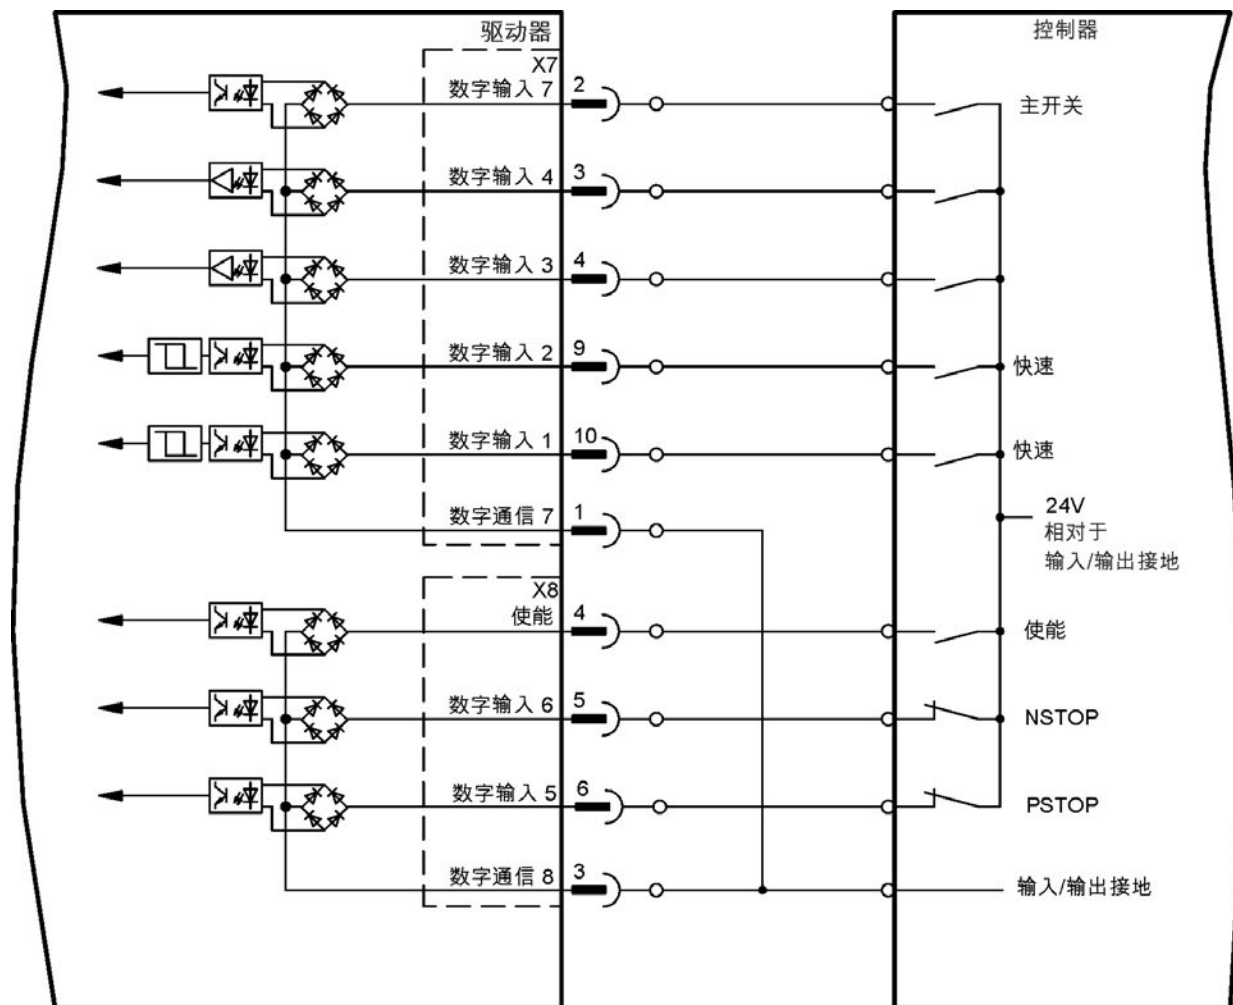 驱动器
控制器
X7
数字输入 7
2
主开关
数字输入 4
3
数字输入 3
4
数字输入 2
9
快速
数字输入 1
10
快速
数字通信 7
1
24V
相对于
输入/输出接地
X8
使能
4
使能
数字输入 6
5
NSTOP
数字输入 5
6
PSTOP
数字通信 8
3
输入/输出接地